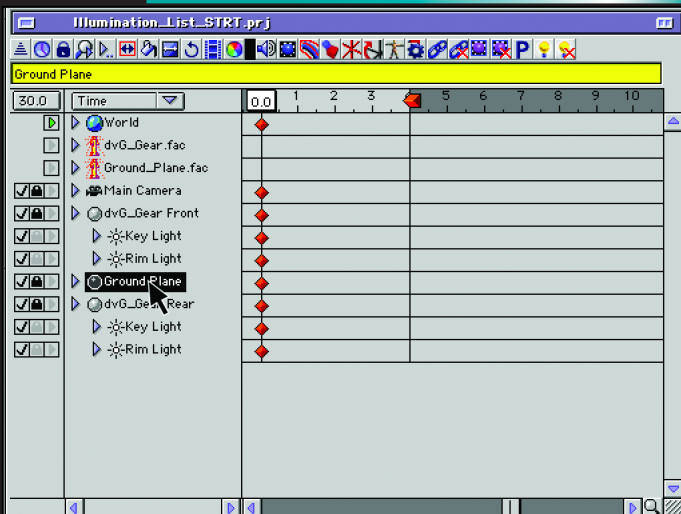 Illumination_List_STRT.prj
P
Ground Plane
30.0 Time 0.0 1 2 3 5 6 7 8 9 10
World
dvG_Gear.fac
Ground_Plane.fac
Main Camera
dvG_Gear Front
Key Light
Rim Light
Ground Plane
dvG_Gear Rear
Key Light
Rim Light